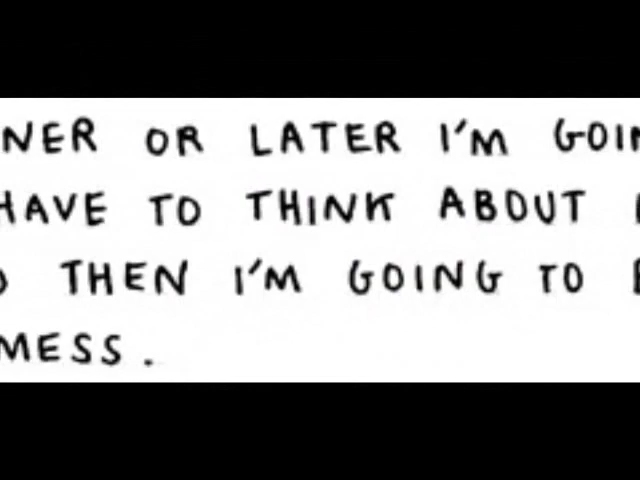 NER OR LATER I'M GOIN
HAVE TO THINK ABOUT
THEN I'M GOING TO
MESS.